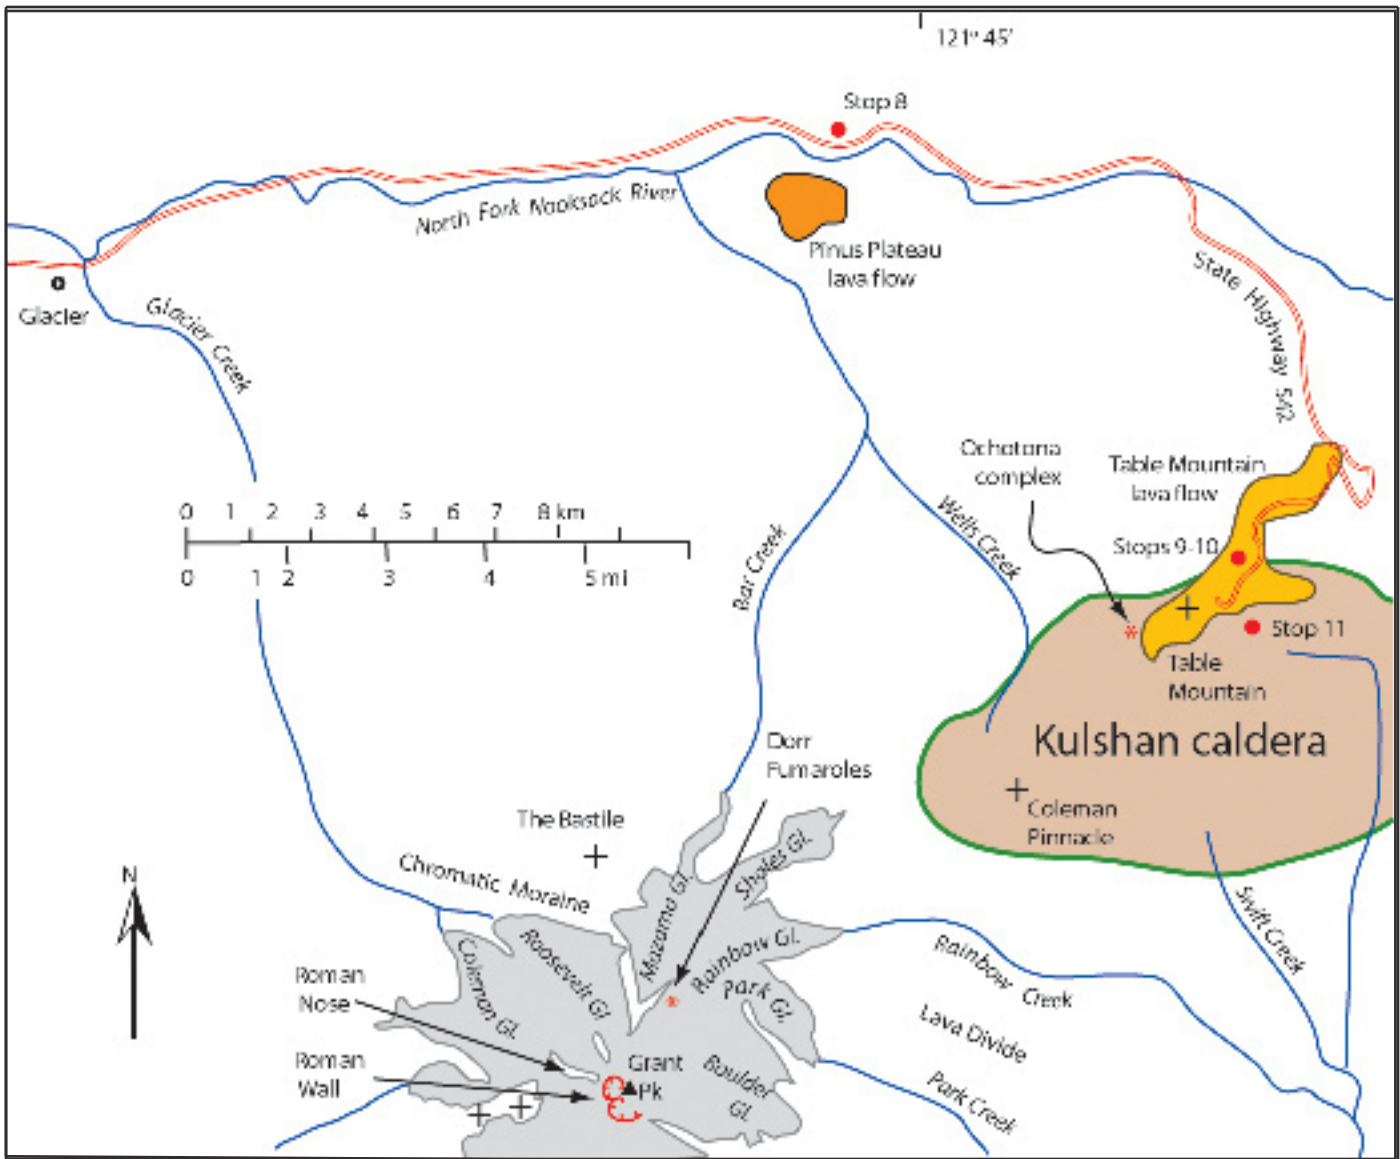 121° 45'
Stop 8
North Fork Nooksack River
Pinus Plateau
lava flow
State Highway 542
Glacier
Glacier Creek
Ochotona
complex
Table Mountain
lava flow
0 1 2 3 4 5 6 7 8 km
0 1 2 3 4 5 mi
Bar Creek
Wells Creek
Stops 9-10
Stop 11
Table
Mountain
Kulshan caldera
Dorr
Fumaroles
Coleman
Pinnacle
The Bastile
Chromatic Moraine
N
Mazama Gl.
Sholes Gl.
Rainbow Gl.
Park Gl.
Swift Creek
Rainbow Creek
Coleman Gl.
Roosevelt Gl.
Roman
Nose
Lava Divide
Roman
Wall
Grant
Pk
Boulder
Gl.
Park Creek